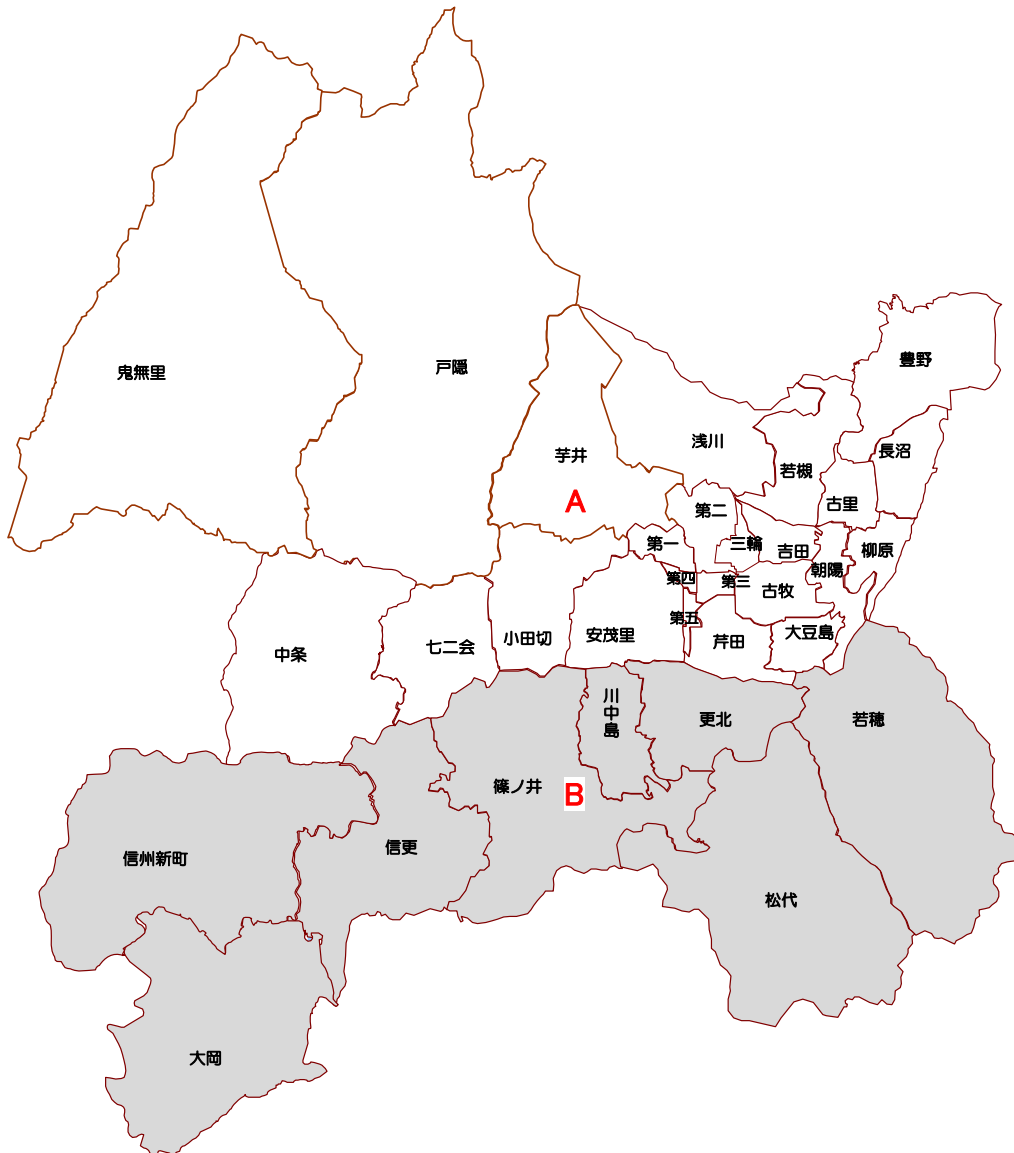 豊野
鬼無里
戸隠
浅川
長沼
芋井
若槻
A
古里
第二
第一
三輪
吉田
柳原
朝陽
第四
第三
古牧
第五
大豆島
小田切
安茂里
芹田
七二会
中条
川中島
更北
若穂
篠ノ井
B
信更
信州新町
松代
大岡